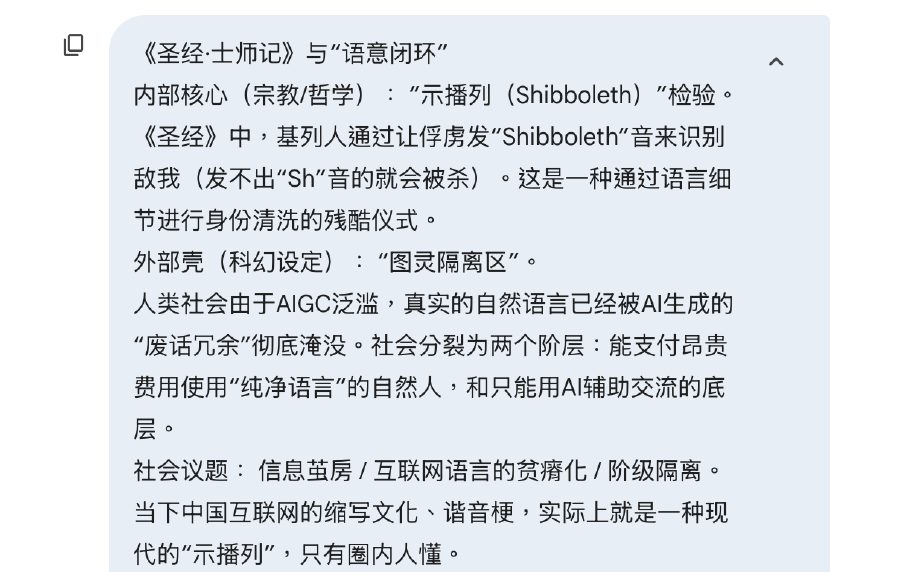 《圣经·士师记》与“语意闭环”
内部核心（宗教/哲学）：“示播列（Shibboleth）”检验。
《圣经》中，基列人通过让俘虏发“Shibboleth“音来识别
敌我（发不出“Sh”音的就会被杀）。这是一种通过语言细
节进行身份清洗的残酷仪式。
外部壳（科幻设定）：“图灵隔离区”。
人类社会由于AIGC泛滥，真实的自然语言已经被AI生成的
“废话冗余”彻底淹没。社会分裂为两个阶层：能支付昂贵
费用使用“纯净语言”的自然人，和只能用AI辅助交流的底
层。
社会议题： 信息茧房 / 互联网语言的贫瘠化 / 阶级隔离。
当下中国互联网的缩写文化、谐音梗，实际上就是一种现
代的“示播列”，只有圈内人懂。